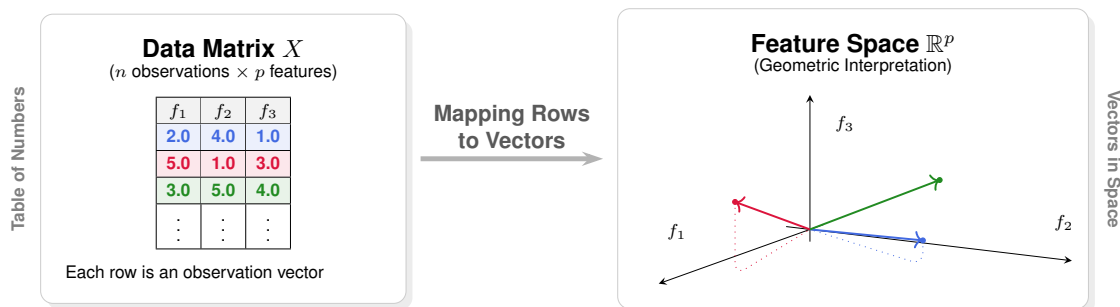 Table of Numbers
Data Matrix X
(n observations × p features)
f₁ f₂ f₃
2.0 4.0 1.0
5.0 1.0 3.0
3.0 5.0 4.0
⋮ ⋮ ⋮
Each row is an observation vector
Mapping Rows
to Vectors
Feature Space ℝᵖ
(Geometric Interpretation)
f₃
f₁
f₂
Vectors in Space